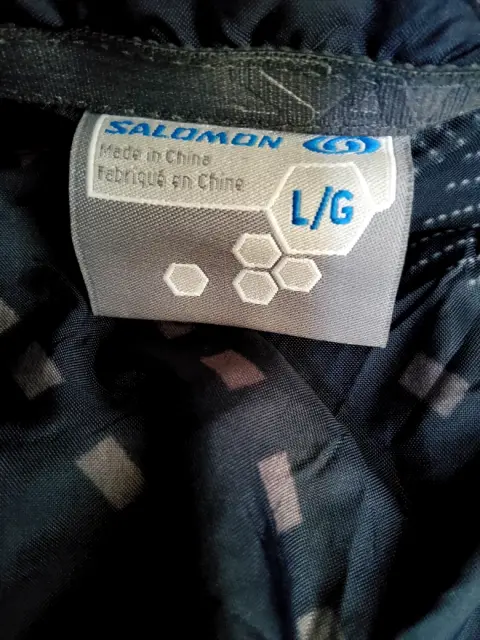 SALOMON
Made in China
Fabriqué en Chine
L/G